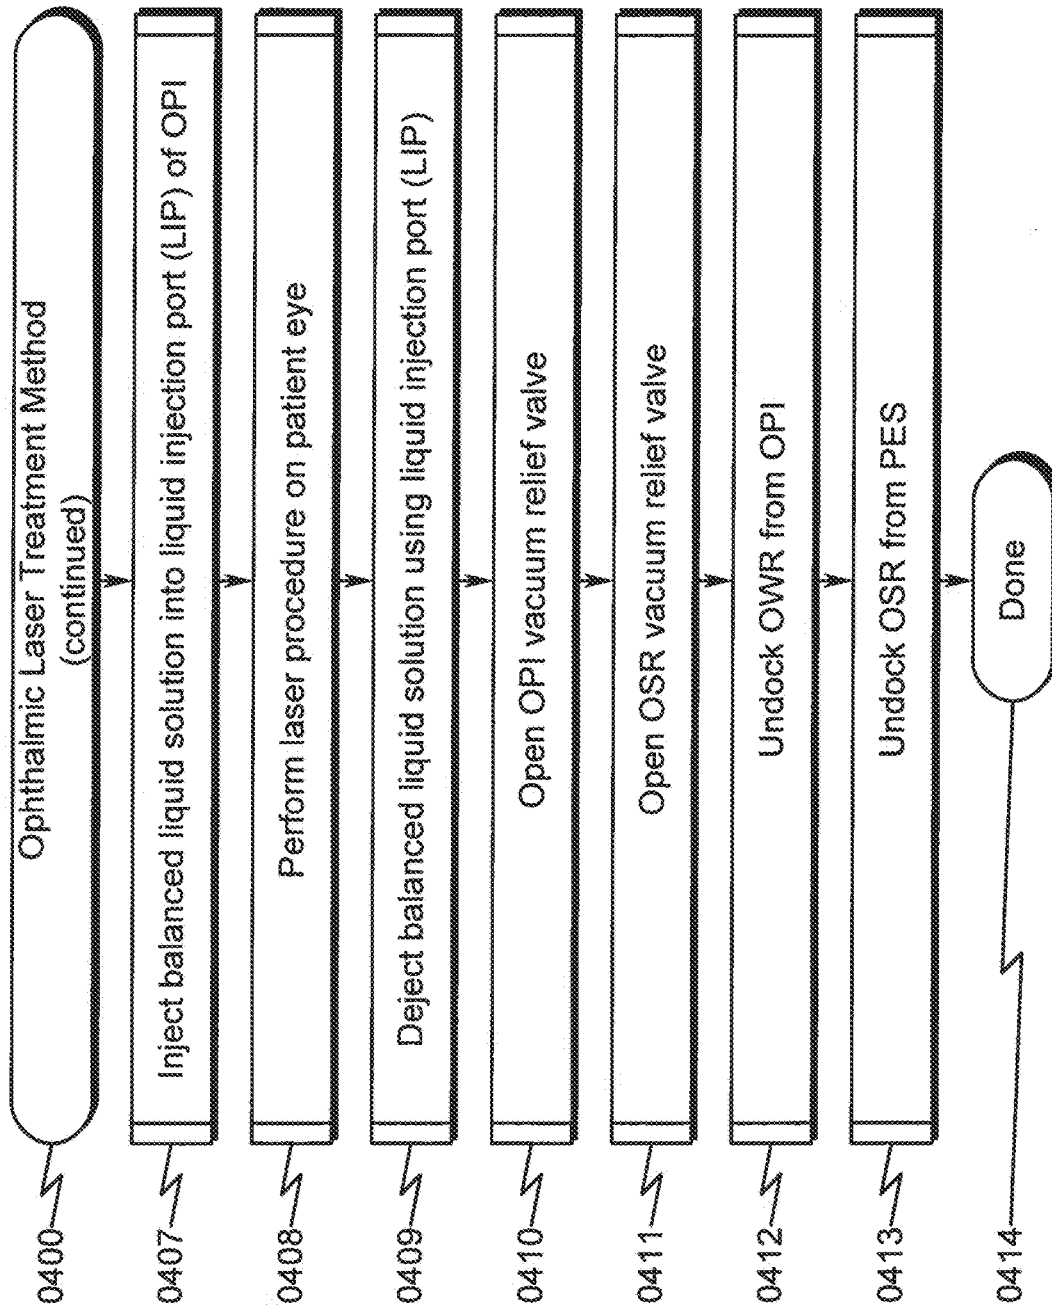 Ophthalmic Laser Treatment Method
(continued)
0400
Inject balanced liquid solution into liquid injection port (LIP) of OPI
0407
Perform laser procedure on patient eye
0408
Deject balanced liquid solution using liquid injection port (LIP)
0409
Open OPI vacuum relief valve
0410
Open OSR vacuum relief valve
0411
Undock OWR from OPI
0412
Undock OSR from PES
0413
Done
0414